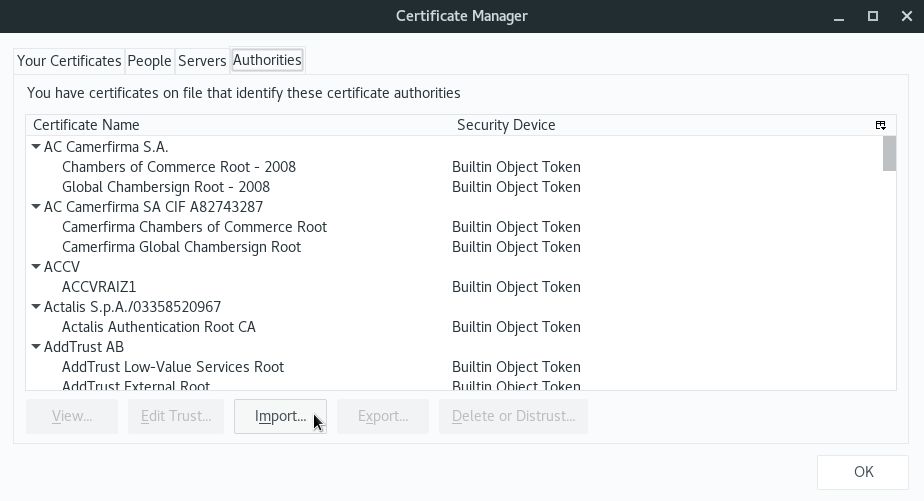 Certificate Manager
Your Certificates People Servers Authorities
You have certificates on file that identify these certificate authorities
Certificate Name Security Device
AC Camerfirma S.A.
Chambers of Commerce Root - 2008 Builtin Object Token
Global Chambersign Root - 2008 Builtin Object Token
AC Camerfirma SA CIF A82743287
Camerfirma Chambers of Commerce Root Builtin Object Token
Camerfirma Global Chambersign Root Builtin Object Token
ACCV
ACCVRAIZ1 Builtin Object Token
Actalis S.p.A./03358520967
Actalis Authentication Root CA Builtin Object Token
AddTrust AB
AddTrust Low-Value Services Root Builtin Object Token
AddTrust External Root Builtin Object Token
View... Edit Trust... Import... Export... Delete or Distrust...
OK